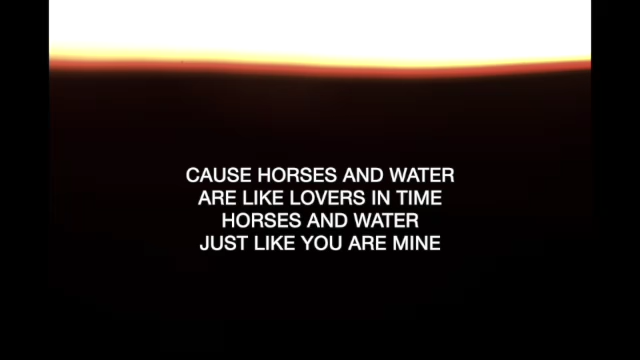 CAUSE HORSES AND WATER
ARE LIKE LOVERS IN TIME
HORSES AND WATER
JUST LIKE YOU ARE MINE